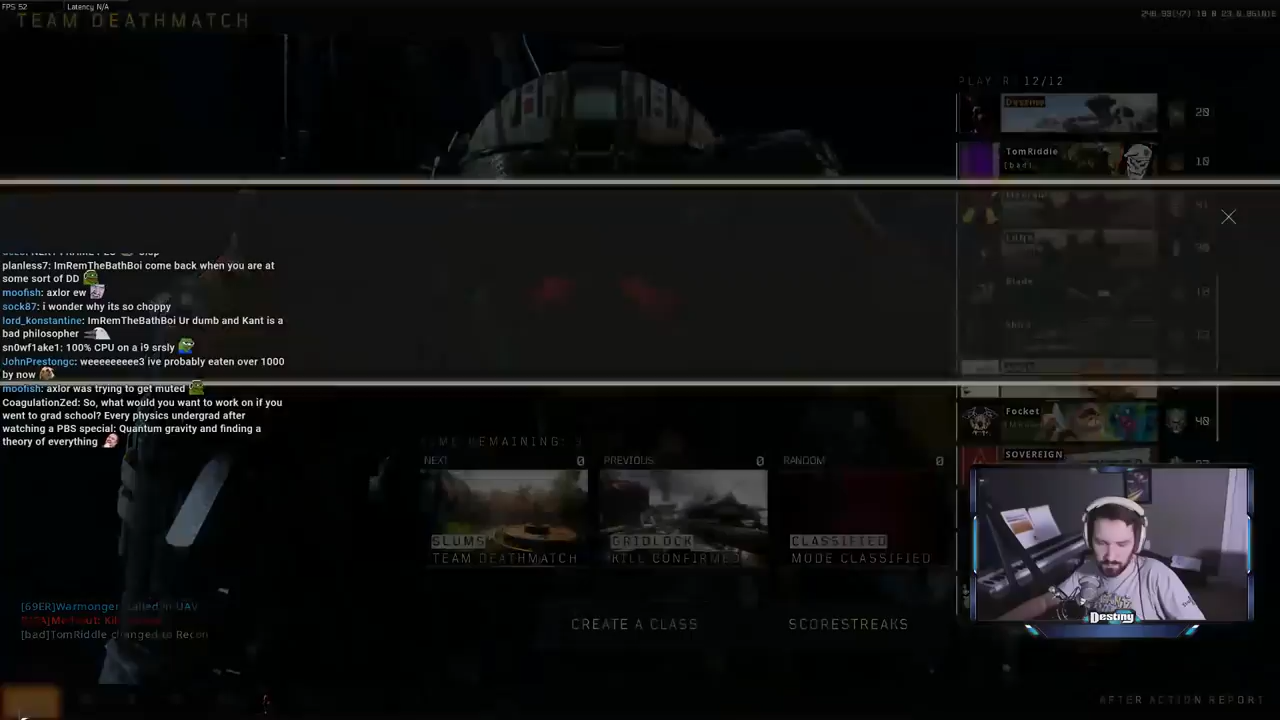 FPS 52 Latency N/A
TEAM DEATHMATCH
12/12
Destiny
20
TomRiddle
[bad]
10
planless7: ImRemTheBathBoi come back when you are at
some sort of DD
moofish: axlor ew
sock87: i wonder why its so choppy
lord_konstantine: ImRemTheBathBoi Ur dumb and Kant is a
bad philosopher
sn0wf1ake1: 100% CPU on a i9 srsly
JohnPrestongc: weeeeeeeee3 ive probably eaten over 1000
by now
moofish: axlor was trying to get muted
CoagulationZed: So, what would you want to work on if you
went to grad school? Every physics undergrad after
watching a PBS special: Quantum gravity and finding a
theory of everything
Blade
Focket
40
SOVEREIGN
TIME REMAINING:
NEXT 0 PREVIOUS 0 RANDOM 0
SLUMS GRIDLOCK CLASSIFIED
TEAM DEATHMATCH KILL CONFIRMED MODE CLASSIFIED
[69ER]Warmonger called in UAV
[bad]TomRiddle changed to Recon
CREATE A CLASS SCORESTREAKS
Destiny
AFTER ACTION REPORT